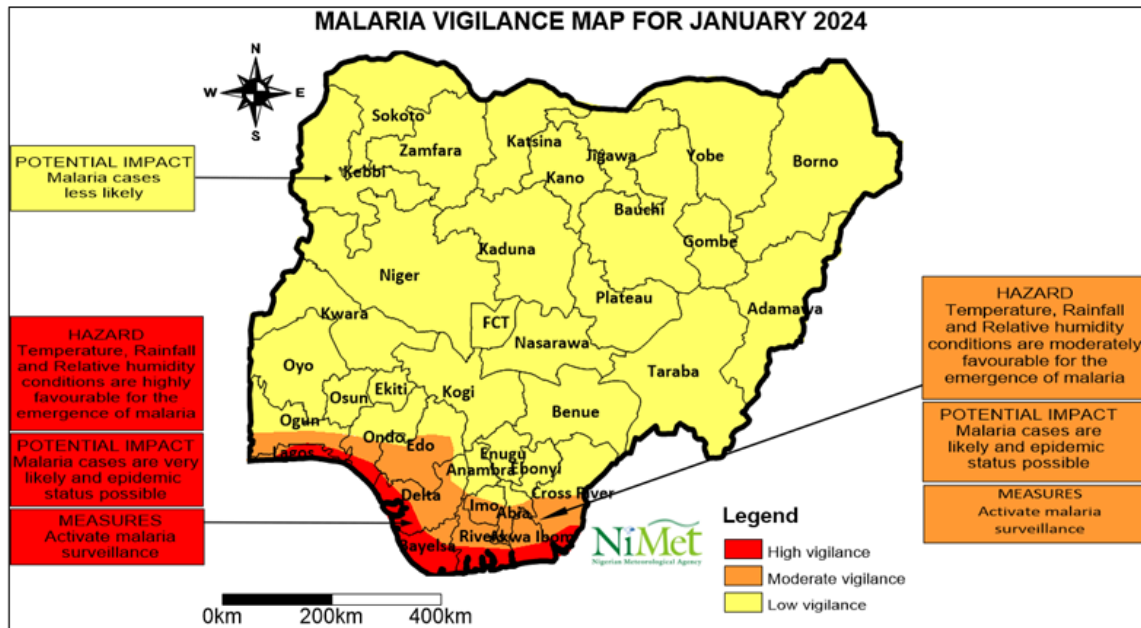 MALARIA VIGILANCE MAP FOR JANUARY 2024
N
W
E
S
POTENTIAL IMPACT
Malaria cases
less likely
HAZARD
Temperature, Rainfall
and Relative humidity
conditions are highly
favourable for the
emergence of malaria
POTENTIAL IMPACT
Malaria cases are very
likely and epidemic
status possible
MEASURES
Activate malaria
surveillance
Sokoto
Zamfara
Katsina
Jigawa
Yobe
Borno
Kebbi
Kano
Bauchi
Gombe
Kaduna
Niger
Plateau
Adamawa
Kwara
FCT
Nasarawa
Oyo
Taraba
Osun
Ekiti
Kogi
Benue
Ogun
Ondo
Edo
Lagos
Enugu
Anambra
Ebonyi
Delta
Cross River
Imo
Abia
Rivers
Akwa Ibom
Bayelsa
HAZARD
Temperature, Rainfall
and Relative humidity
conditions are moderately
favourable for the
emergence of malaria
POTENTIAL IMPACT
Malaria cases are
likely and epidemic
status possible
MEASURES
Activate malaria
surveillance
NiMet
Nigerian Meteorological Agency
Legend
High vigilance
Moderate vigilance
Low vigilance
0km
200km
400km